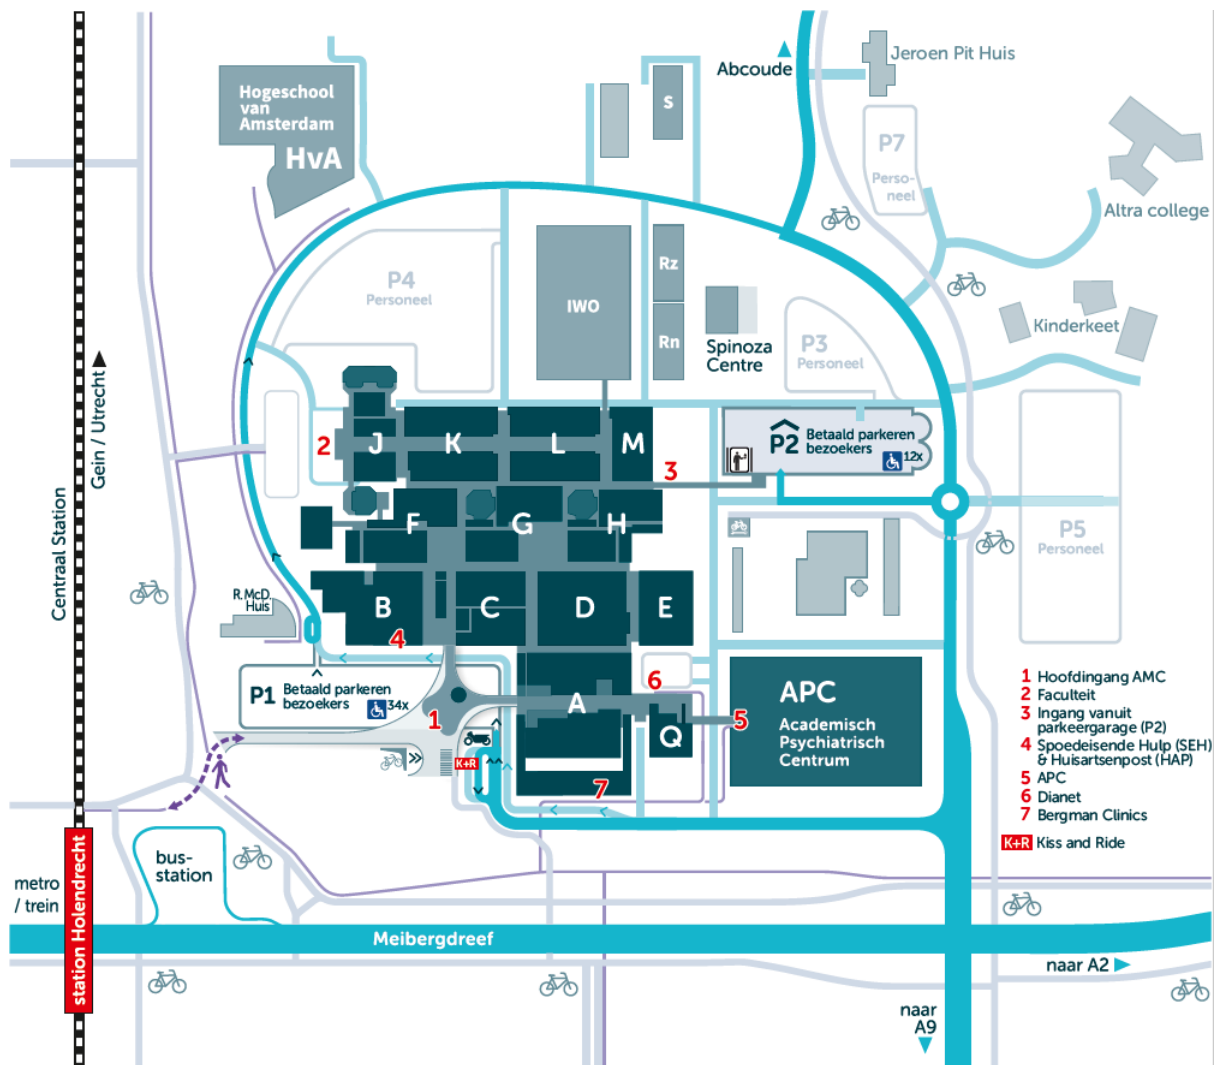 Abcoude
Jeroen Pit Huis
Hogeschool
van
Amsterdam
HvA
S
P7
Perso-
neel
Altra college
P4
Personeel
IWO
Rz
Rn
Spinoza
Centre
P3
Personeel
Kinderkeet
Gein / Utrecht
Centraal Station
2
J
K
L
M
3
P2
Betaald parkeren
bezoekers
12x
F
G
H
P5
Personeel
R.McD.
Huis
B
C
D
E
4
P1
Betaald parkeren
bezoekers
34x
1
A
6
Q
5
APC
Academisch
Psychiatrisch
Centrum
K+R
7
1 Hoofdingang AMC
2 Faculteit
3 Ingang vanuit
parkeergarage (P2)
4 Spoedeisende Hulp (SEH)
& Huisartsenpost (HAP)
5 APC
6 Dianet
7 Bergman Clinics
K+R Kiss and Ride
bus-
station
metro
/ trein
station Holendrecht
Meibergdreef
naar A2
naar
A9